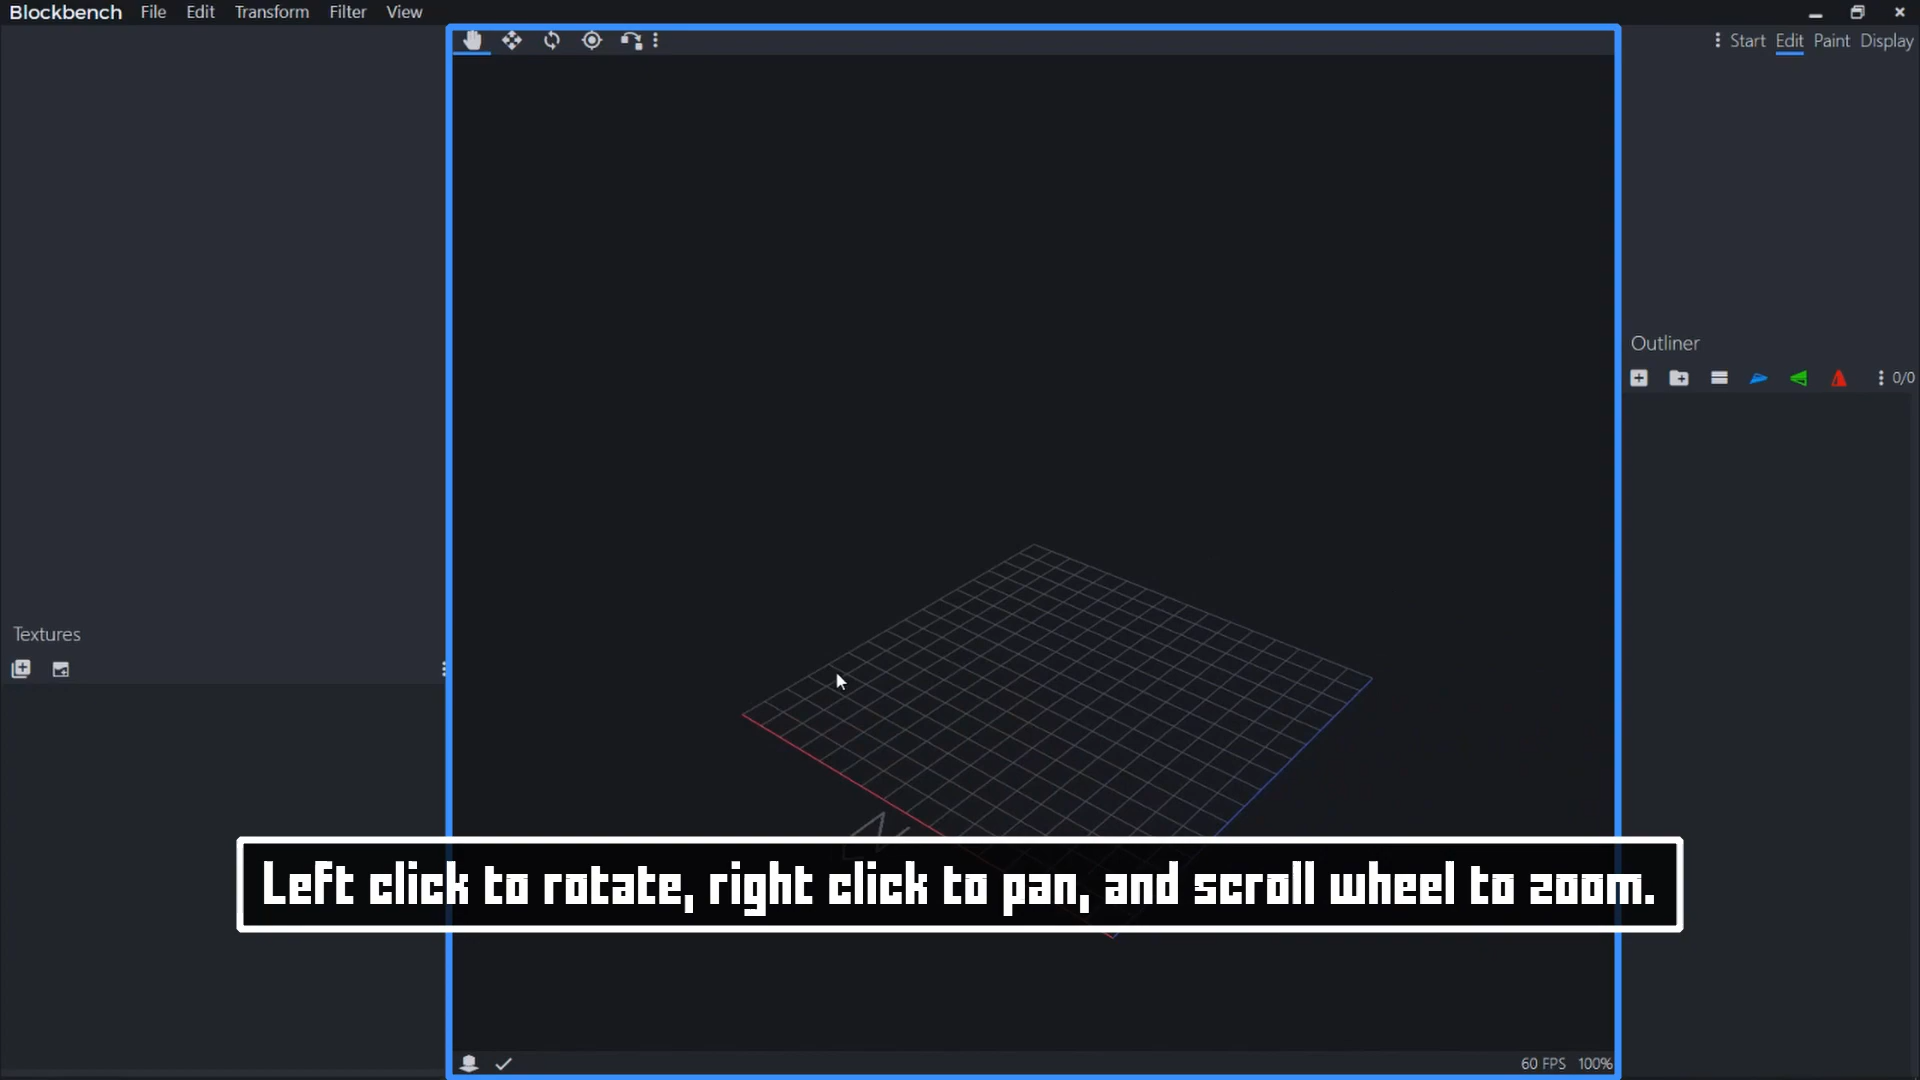 Blockbench File Edit Transform Filter View
Start Edit Paint Display
Outliner
0/0
Textures
N
Left click to rotate, right click to pan, and scroll wheel to zoom.
60 FPS 100%